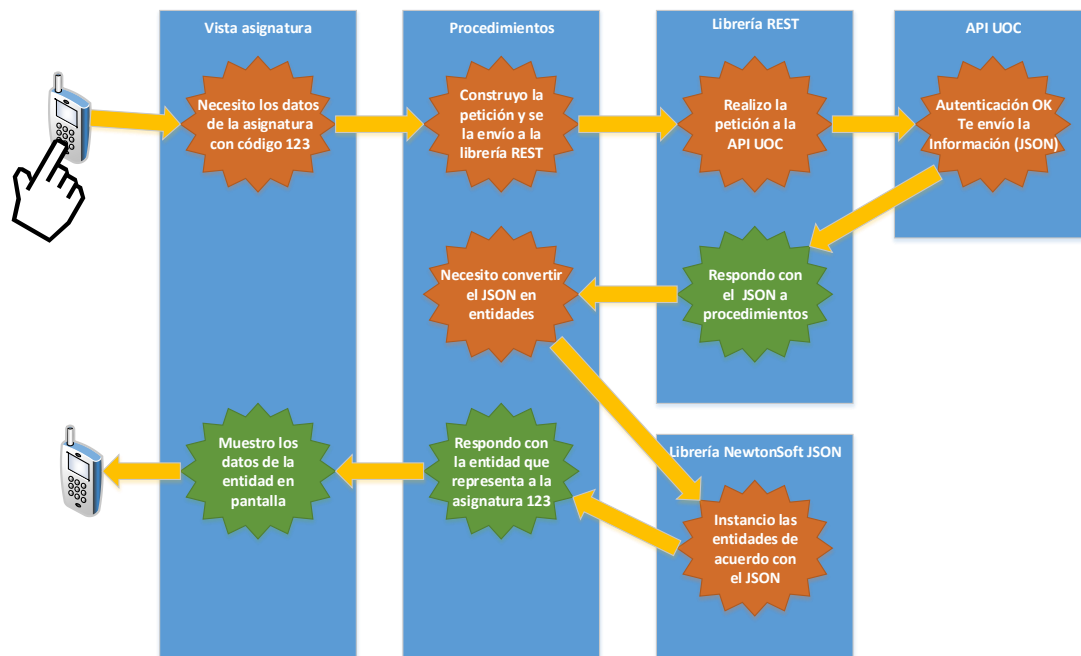 Vista asignatura
Procedimientos
Librería REST
API UOC
Necesito los datos
de la asignatura
con código 123
Construyo la
petición y se
la envío a la
librería REST
Realizo la
petición a la
API UOC
Autenticación OK
Te envío la
Información (JSON)
Necesito convertir
el JSON en
entidades
Respondo con
el JSON a
procedimientos
Muestro los
datos de la
entidad en
pantalla
Respondo con
la entidad que
representa a la
asignatura 123
Librería NewtonSoft JSON
Instancio las
entidades de
acuerdo con
el JSON